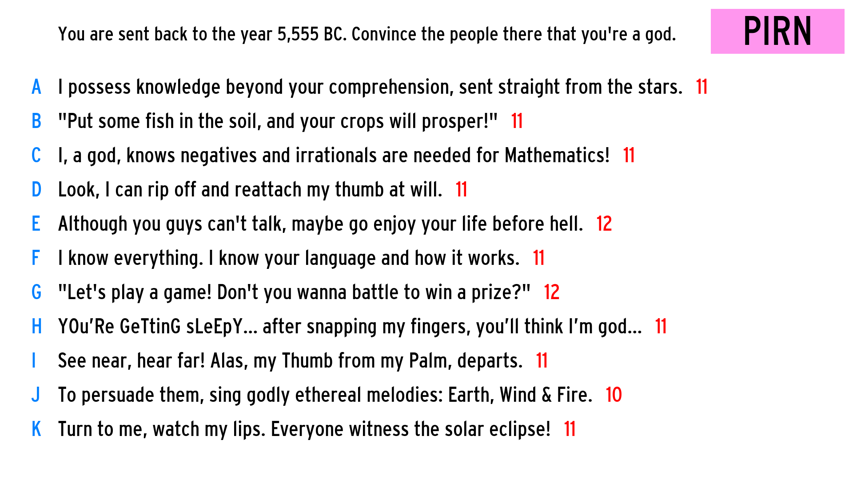 You are sent back to the year 5,555 BC. Convince the people there that you're a god.
PIRN
A I possess knowledge beyond your comprehension, sent straight from the stars. 11
B "Put some fish in the soil, and your crops will prosper!" 11
C I, a god, knows negatives and irrationals are needed for Mathematics! 11
D Look, I can rip off and reattach my thumb at will. 11
E Although you guys can't talk, maybe go enjoy your life before hell. 12
F I know everything. I know your language and how it works. 11
G "Let's play a game! Don't you wanna battle to win a prize?" 12
H YOu’Re GeTtinG sLeEpY... after snapping my fingers, you’ll think I’m god... 11
I See near, hear far! Alas, my Thumb from my Palm, departs. 11
J To persuade them, sing godly ethereal melodies: Earth, Wind & Fire. 10
K Turn to me, watch my lips. Everyone witness the solar eclipse! 11